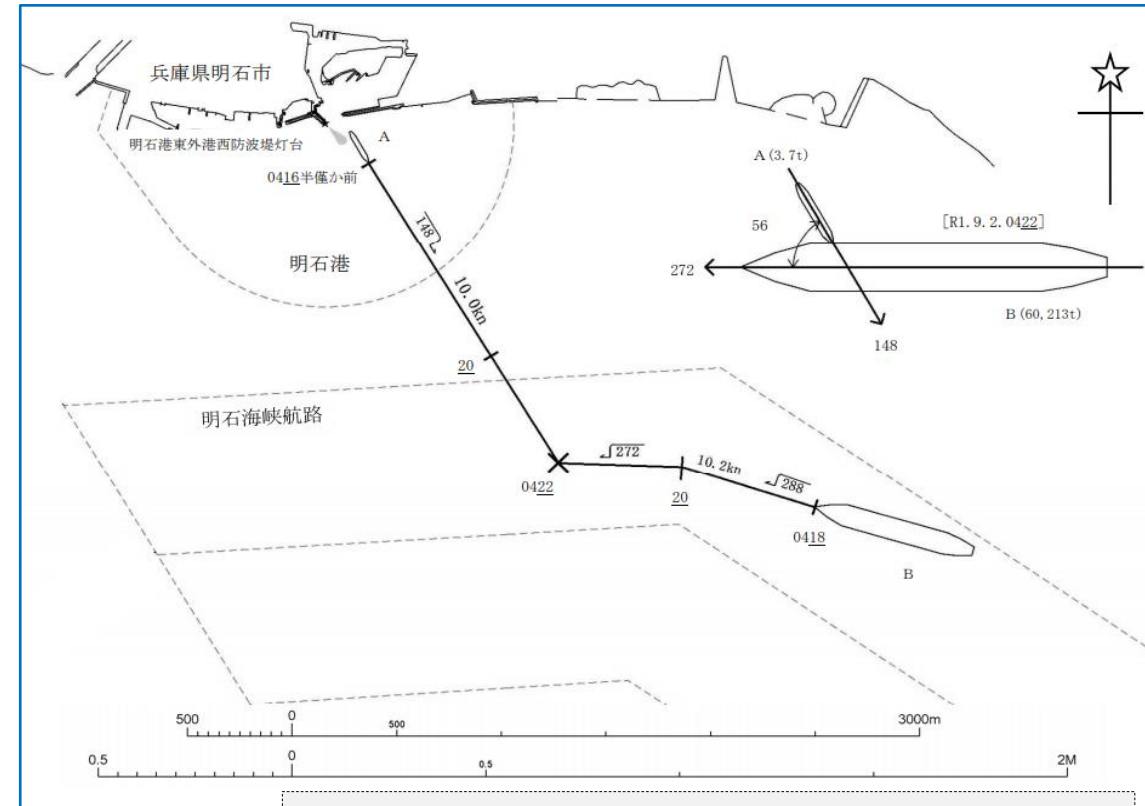 兵庫県明石市
明石港東外港西防波堤灯台
A
0416半僅か前
148
10.0kn
明石港
20
明石海峡航路
0422
272
20
10.2kn
288
0418
B
A (3.7t)
56
[R1.9.2.0422]
272
B (60,213t)
148
500 0 500 3000m
0.5 0 0.5 2M